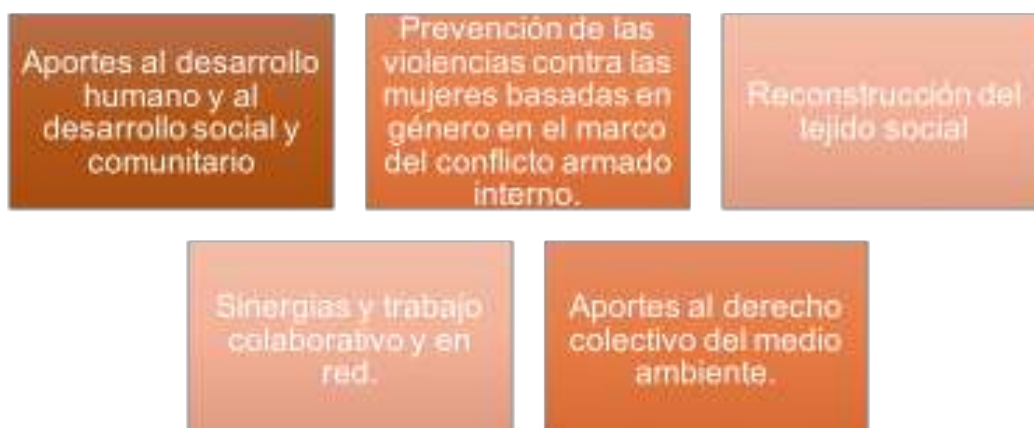 Aportes al desarrollo
humano y al
desarrollo social y
comunitario
Prevención de las
violencias contra las
mujeres basadas en
género en el marco
del conflicto armado
interno.
Reconstrucción del
tejido social
Sinergias y trabajo
colaborativo y en
red.
Aportes al derecho
colectivo del medio
ambiente.